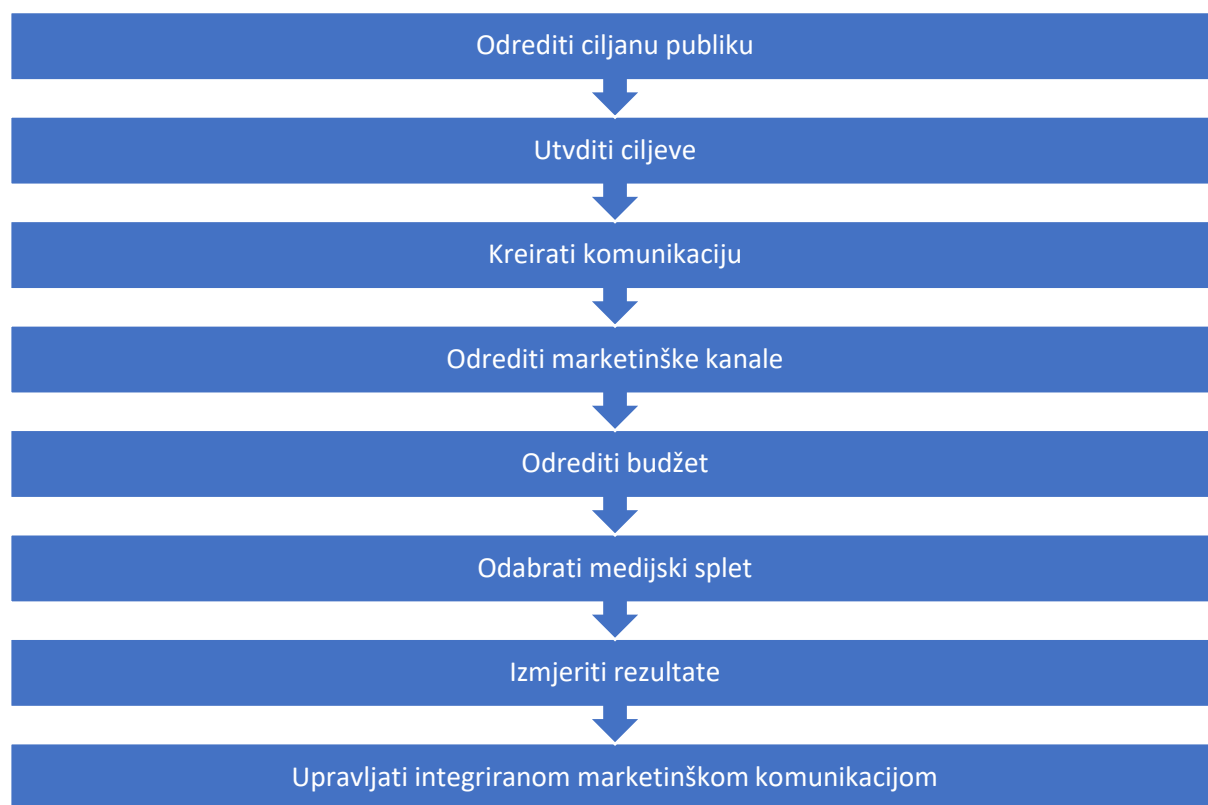 Odrediti ciljanu publiku
Utvditi ciljeve
Kreirati komunikaciju
Odrediti marketinške kanale
Odrediti budžet
Odabrati medijski splet
Izmjeriti rezultate
Upravljati integriranom marketinškom komunikacijom